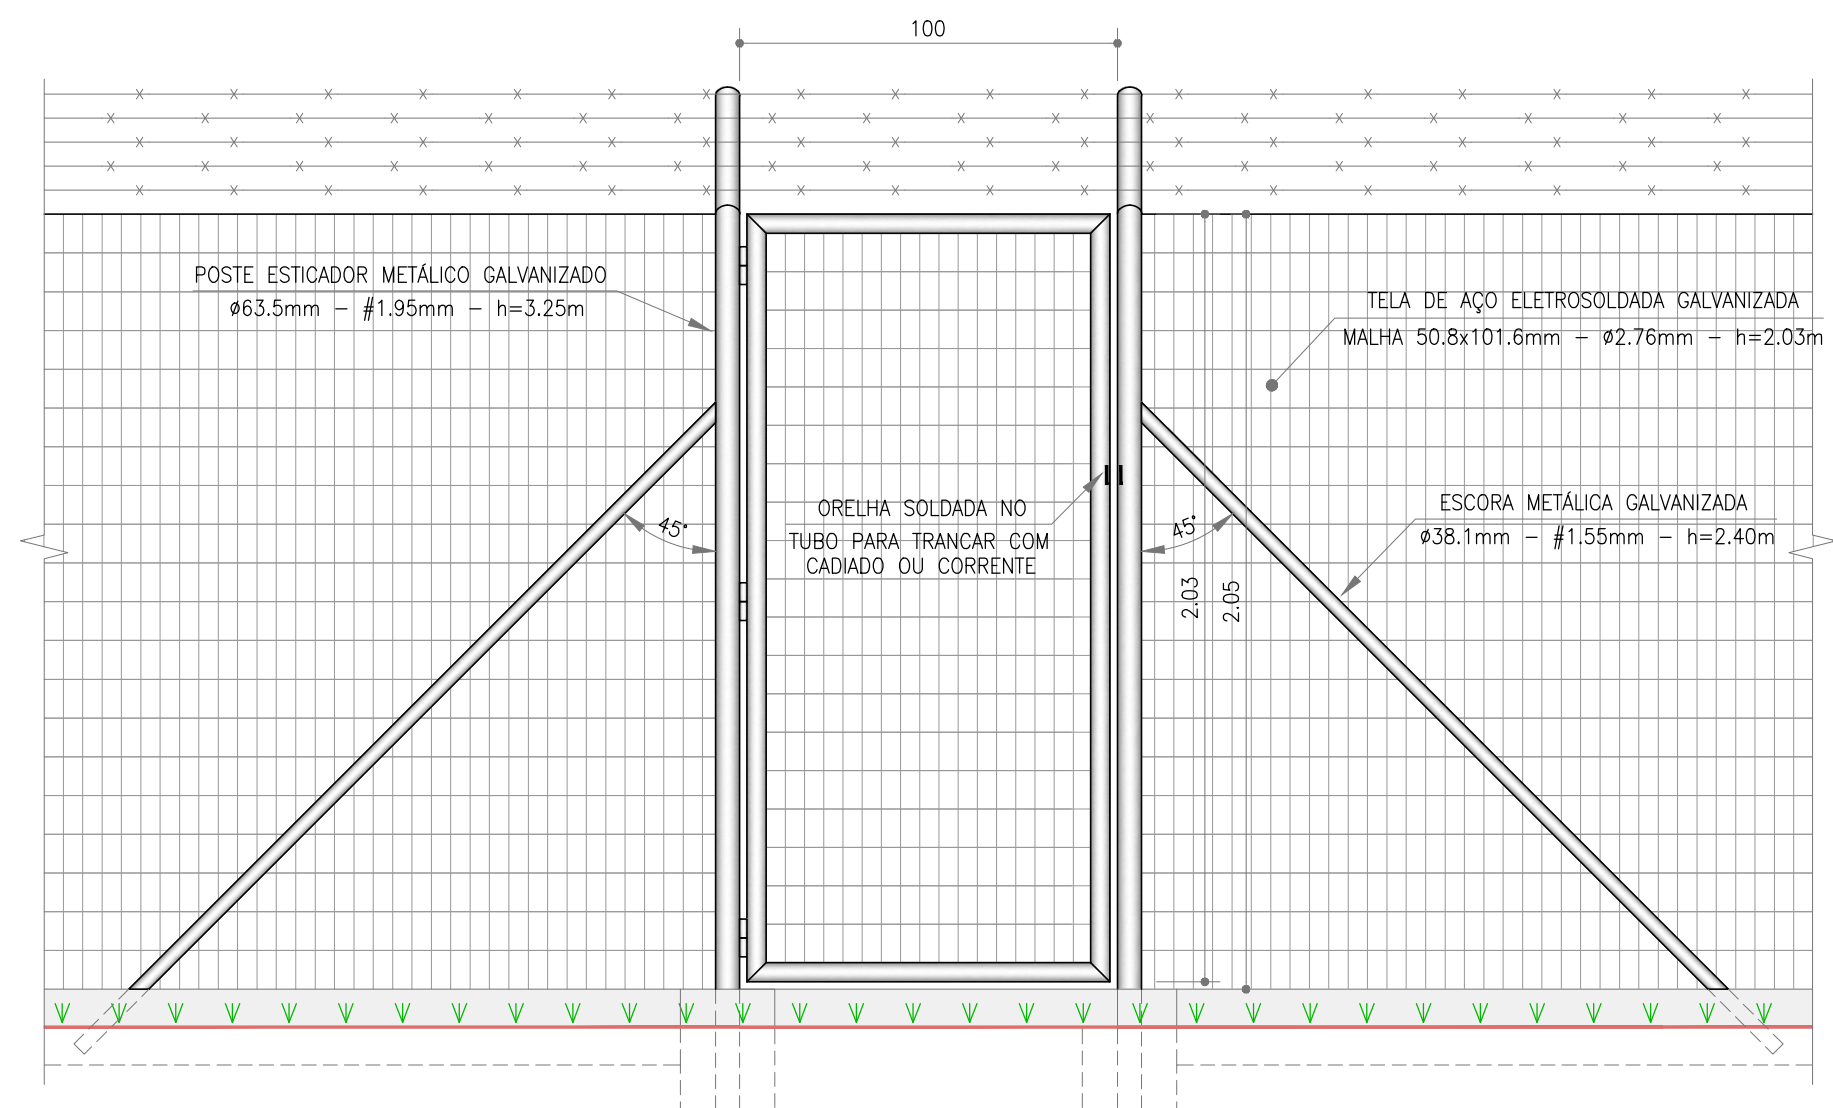 100
POSTE ESTICADOR METÁLICO GALVANIZADO
ø63.5mm - #1.95mm - h=3.25m
TELA DE AÇO ELETROSOLDADA GALVANIZADA
MALHA 50.8x101.6mm - ø2.76mm - h=2.03m
ORELHA SOLDADA NO
TUBO PARA TRANCAR COM
CADIADO OU CORRENTE
ESCORA METÁLICA GALVANIZADA
ø38.1mm - #1.55mm - h=2.40m
45°
45°
2.03
2.05